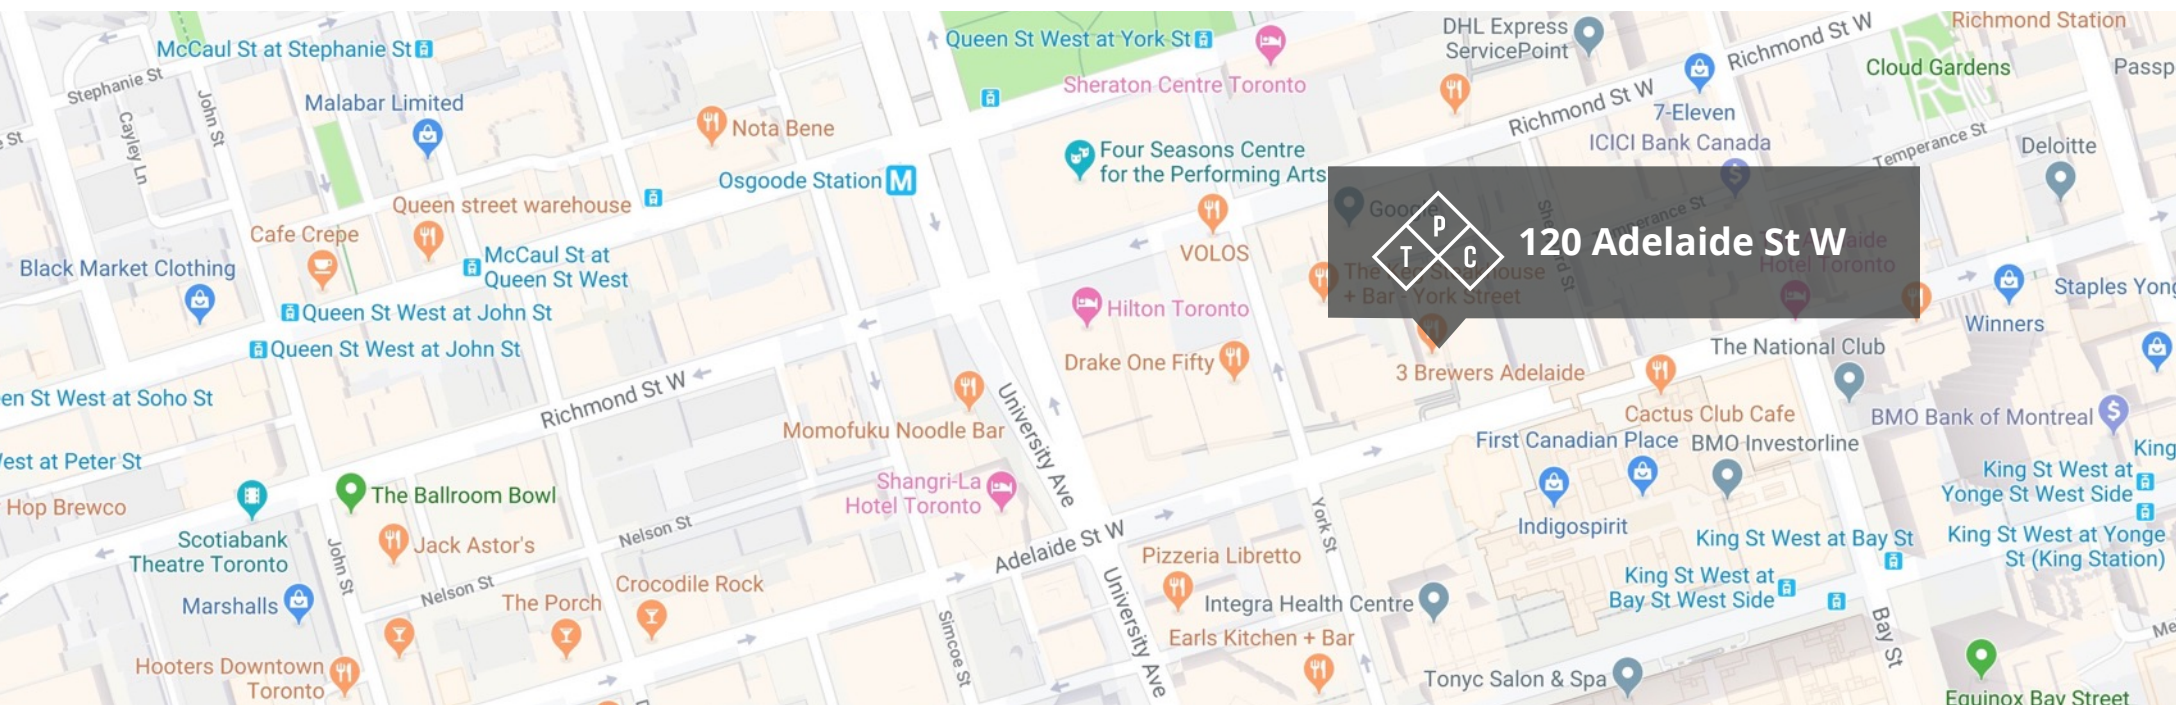 Queen St West at York St
DHL Express
ServicePoint
Richmond St W
Richmond Station
McCaul St at Stephanie St
Sheraton Centre Toronto
Cloud Gardens
Passp
Stephanie St
Malabar Limited
John St
Cayley Ln
Richmond St W
7-Eleven
ICICI Bank Canada
Temperance St
Deloitte
e St
Nota Bene
Four Seasons Centre
for the Performing Arts
Osgoode Station
M
Queen street warehouse
Google
Cafe Crepe
McCaul St at
Queen St West
VOLOS
P
T C
120 Adelaide St W
Hotel Toronto
The Keg Steakhouse
+ Bar - York Street
Black Market Clothing
Staples Yong
Queen St West at John St
Hilton Toronto
Winners
Queen St West at John St
Drake One Fifty
The National Club
3 Brewers Adelaide
Richmond St W
en St West at Soho St
University Ave
Cactus Club Cafe
BMO Bank of Montreal
Momofuku Noodle Bar
First Canadian Place
BMO Investorline
King
est at Peter St
King St West at
Yonge St West Side
Shangri-La
Hotel Toronto
The Ballroom Bowl
Hop Brewco
York St
Indigospirit
Scotiabank
Theatre Toronto
Jack Astor's
Nelson St
Adelaide St W
King St West at Bay St
King St West at Yonge
St (King Station)
John St
Pizzeria Libretto
King St West at
Bay St West Side
Nelson St
Crocodile Rock
The Porch
Marshalls
Integra Health Centre
University Ave
Simcoe St
Earls Kitchen + Bar
Bay St
Me
Hooters Downtown
Toronto
Tonyc Salon & Spa
Equinox Bay Street